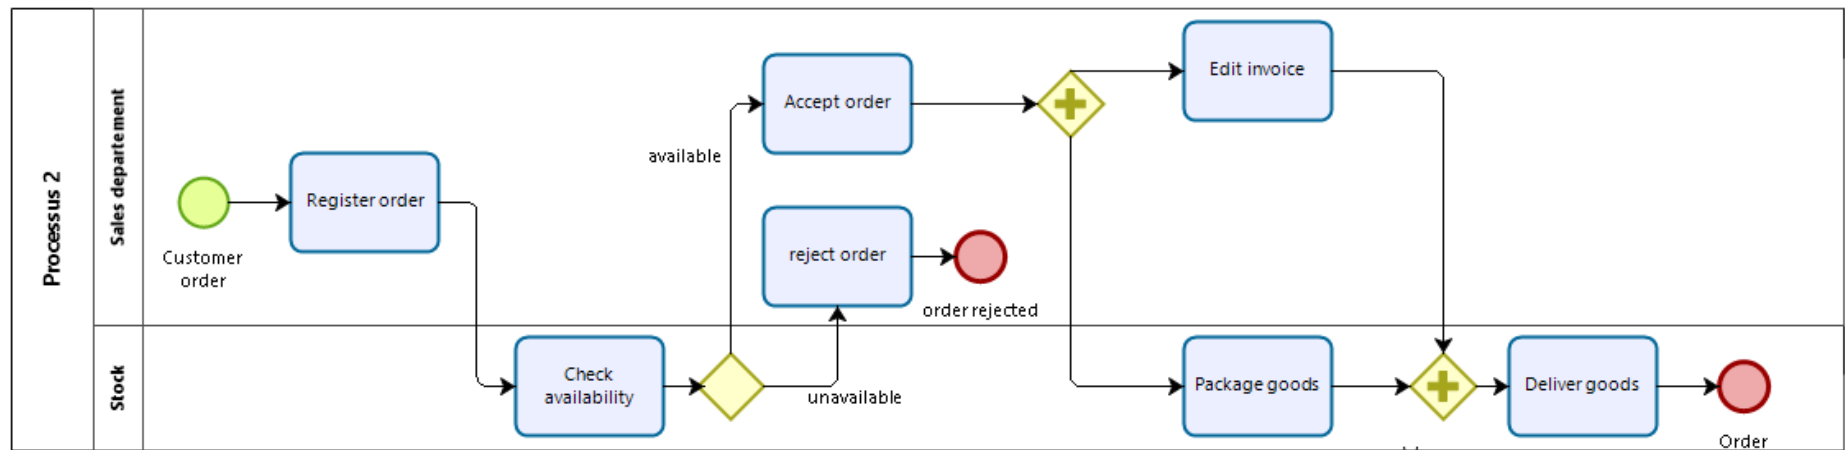 Processus 2
Sales departement
Stock
Customer
order
Register order
Check
availability
available
unavailable
Accept order
reject order
order rejected
Edit invoice
Package goods
Deliver goods
Order